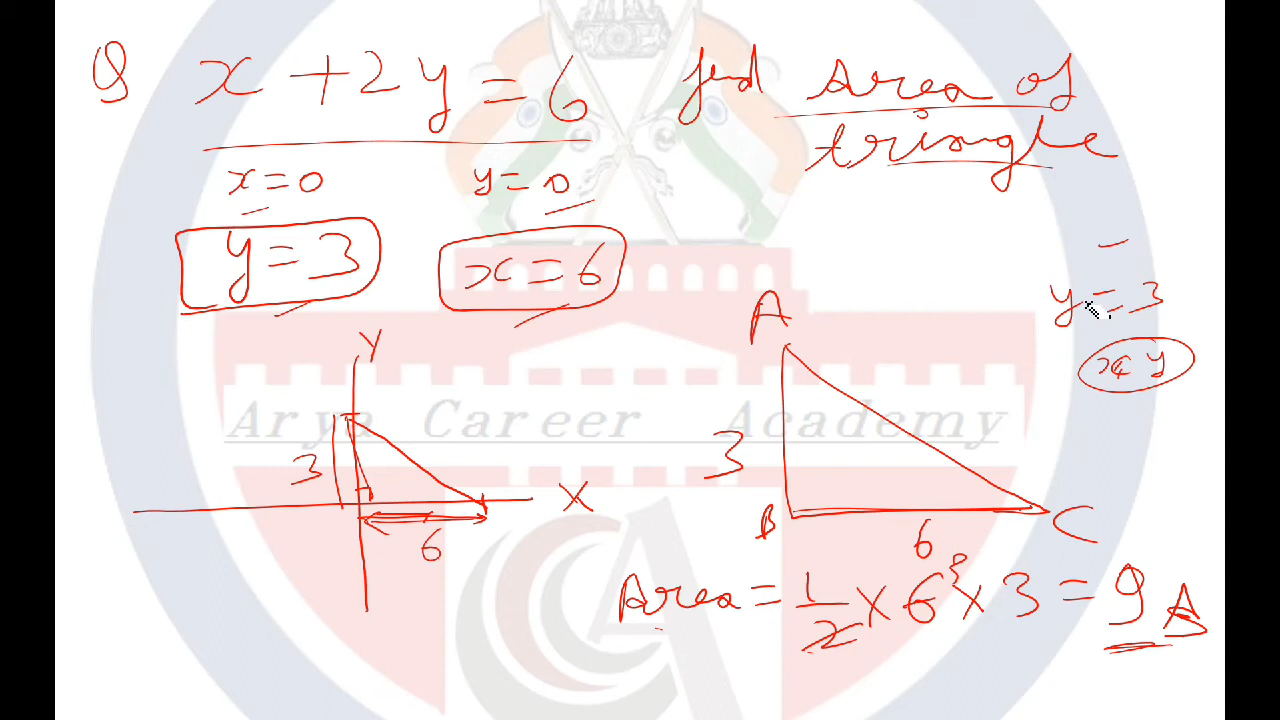 Q x + 2y = 6 find Area of
triangle
x = 0 y = 0
y = 3 x = 6
y = 3
x & y
A
Y
Arya Career Academy
3
3
X
B
C
6
6
Area = 1/2 × 6 3 × 3 = 9 A